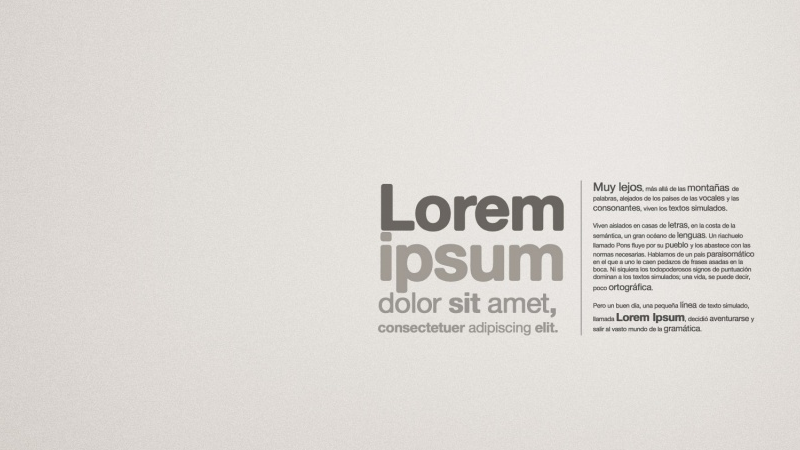 Lorem
ipsum
dolor sit amet,
consectetuer adipiscing elit.
Muy lejos, más allá de las montañas de
palabras, alejados de los países de las vocales y las
consonantes, viven los textos simulados.
Viven aislados en casas de letras, en la costa de la
semántica, un gran océano de lenguas. Un riachuelo
llamado Pons fluye por su pueblo y los abastece con las
normas necesarias. Hablamos de un país paraisomático
en el que a uno le caen pedazos de frases asadas en la
boca. Ni siquiera los todopoderosos signos de puntuación
dominan a los textos simulados; una vida, se puede decir,
poco ortográfica.
Pero un buen día, una pequeña línea de texto simulado,
llamada Lorem Ipsum, decidió aventurarse y
salir al vasto mundo de la gramática.